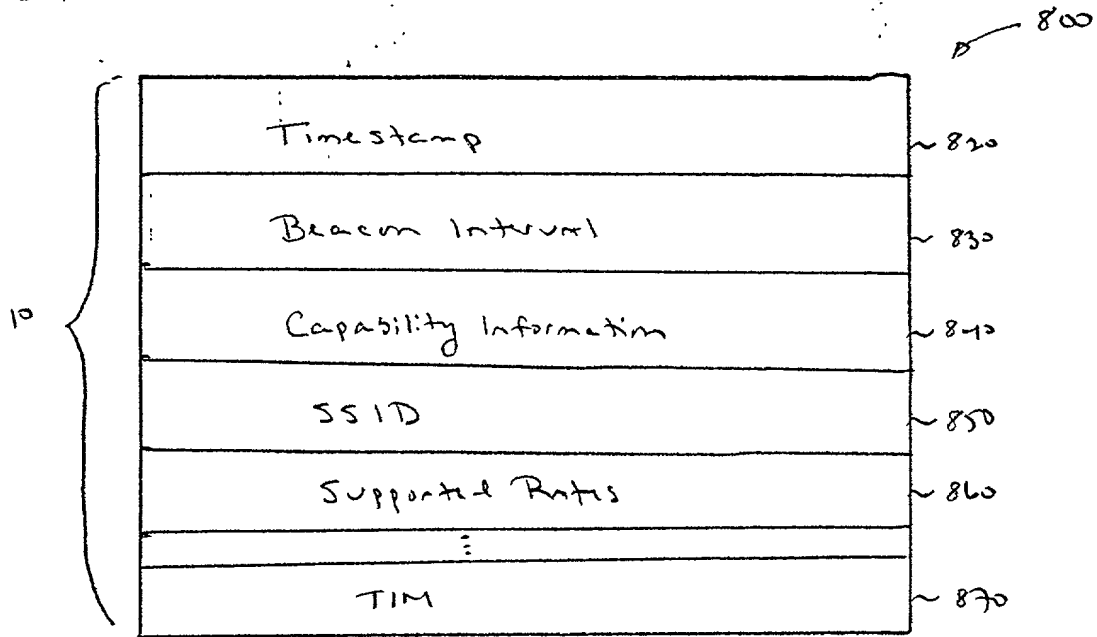 800
Timestamp ~ 820
Beacon Interval ~ 830
10
Capability Information ~ 840
SSID ~ 850
Supported Rates ~ 860
⋮
TIM ~ 870